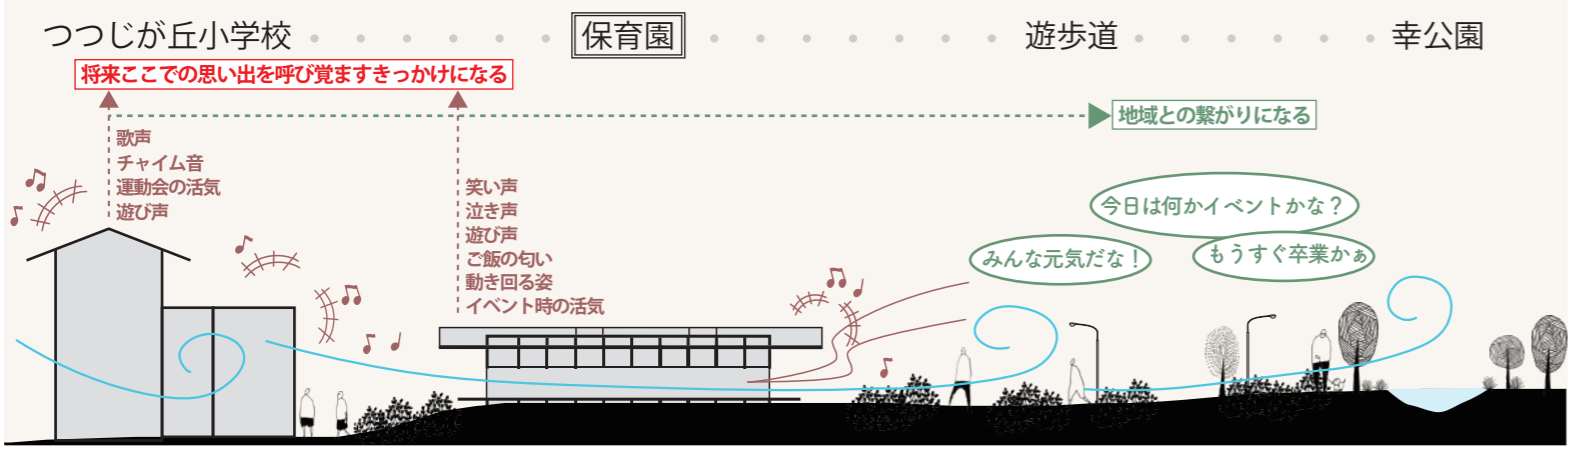 つつじが丘小学校
保育園
遊歩道
幸公園
将来ここでの思い出を呼び覚ますきっかけになる
地域との繋がりになる
歌声
チャイム音
運動会の活気
遊び声
笑い声
泣き声
遊び声
ご飯の匂い
動き回る姿
イベント時の活気
今日は何かイベントかな？
みんな元気だな！
もうすぐ卒業かぁ